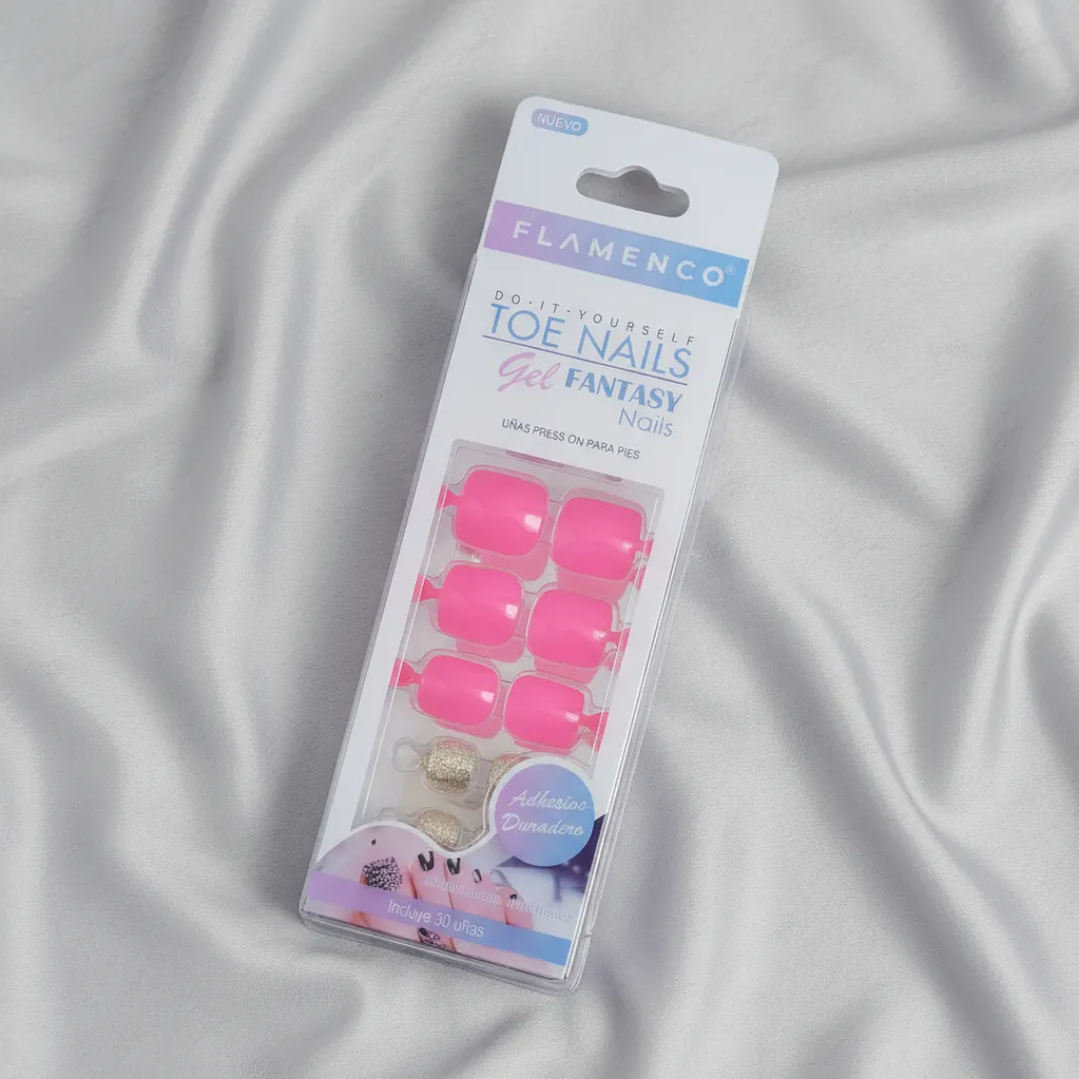 NUEVO
FLAMENCO®
DO-IT-YOURSELF
TOE NAILS
Gel FANTASY
Nails
UÑAS PRESS ON PARA PIES
Adhesivo
Duradero
Incluye 30 uñas